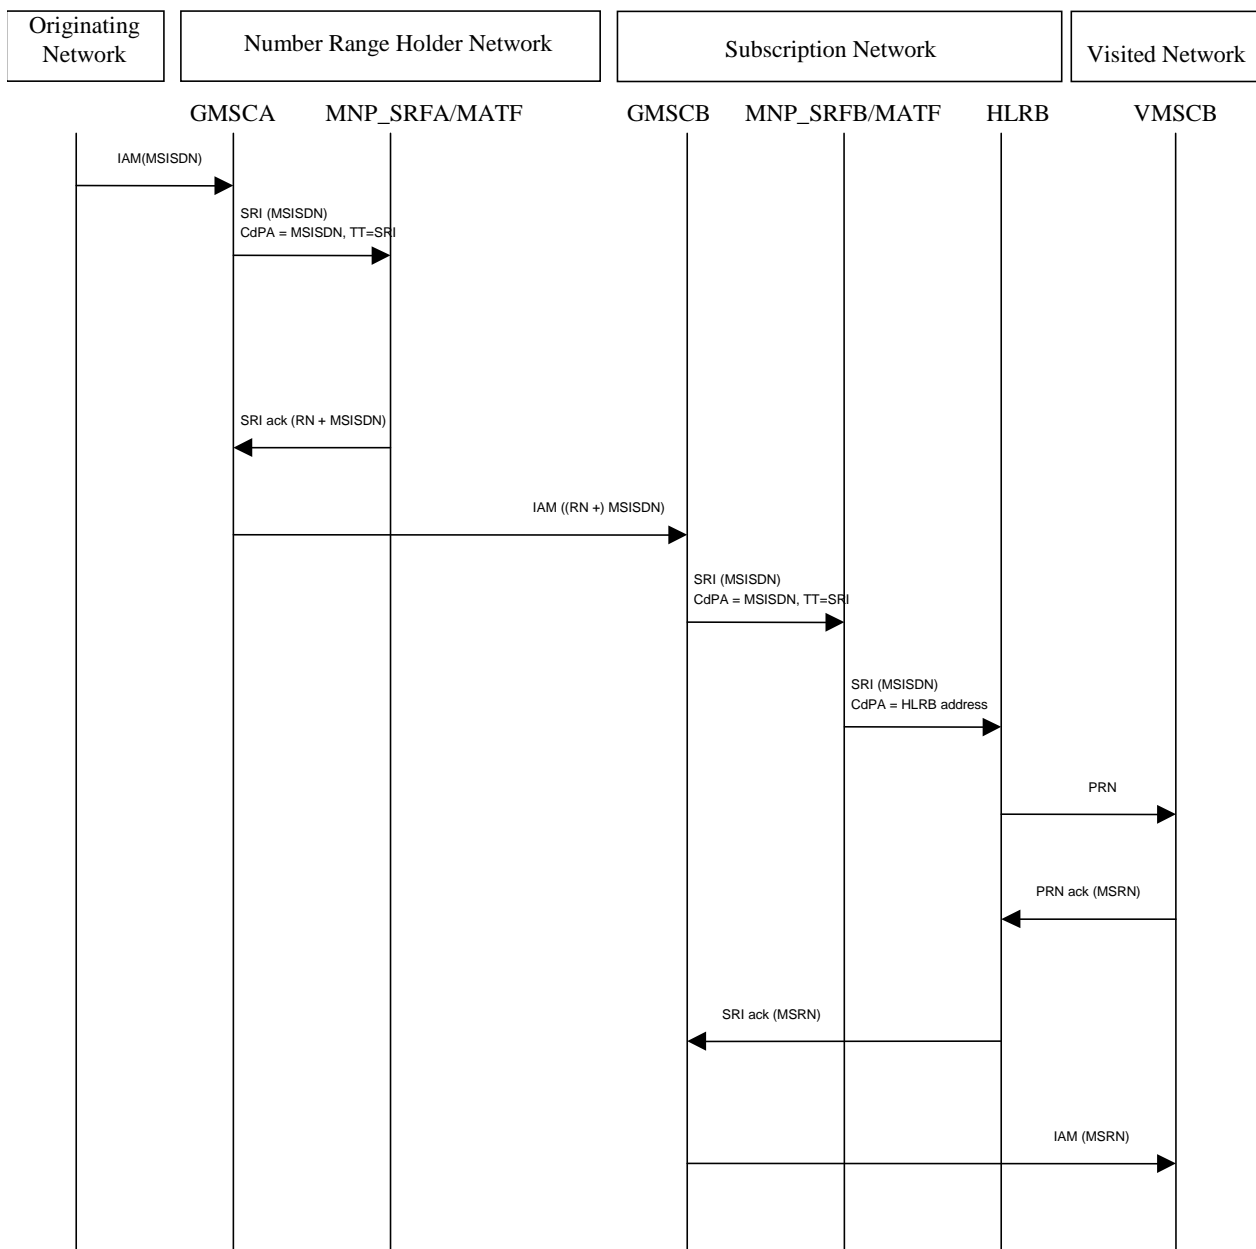 Originating
Network
Number Range Holder Network
Subscription Network
Visited Network
GMSCA
MNP_SRFA/MATF
GMSCB
MNP_SRFB/MATF
HLRB
VMSCB
IAM(MSISDN)
SRI (MSISDN)
CdPA = MSISDN, TT=SRI
SRI ack (RN + MSISDN)
IAM ((RN +) MSISDN)
SRI (MSISDN)
CdPA = MSISDN, TT=SRI
SRI (MSISDN)
CdPA = HLRB address
PRN
PRN ack (MSRN)
SRI ack (MSRN)
IAM (MSRN)